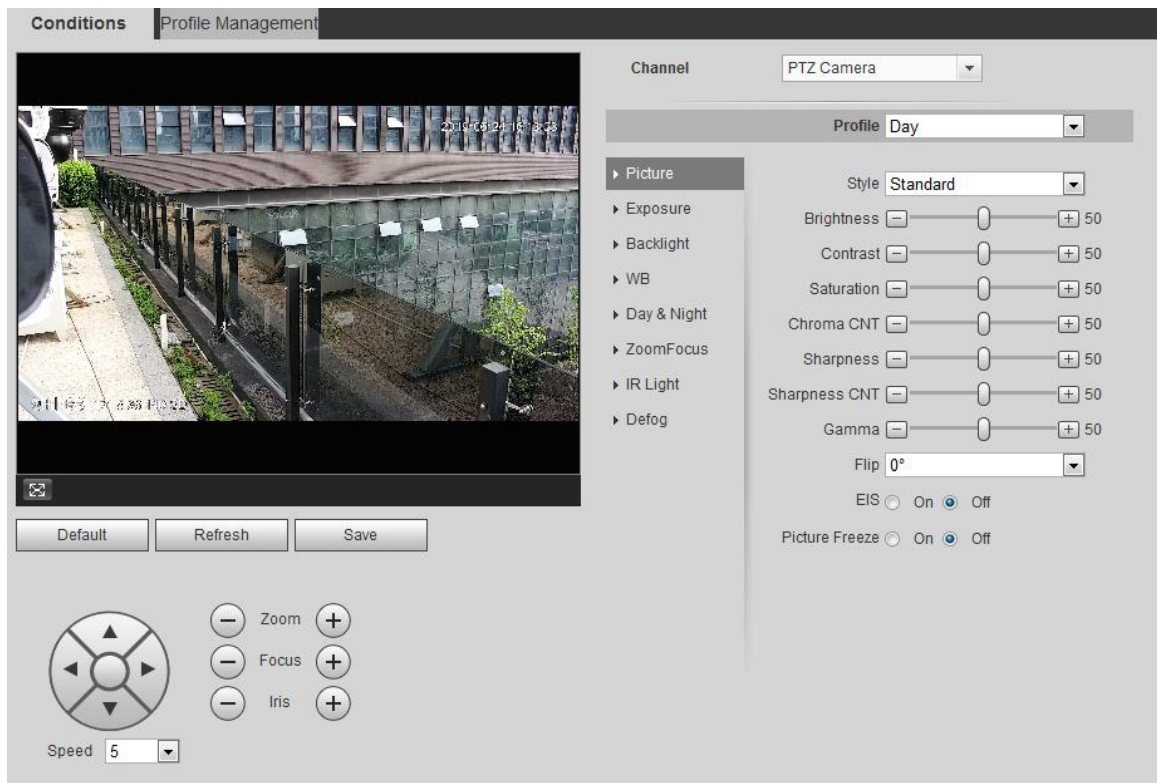 Conditions
Profile Management
Channel
PTZ Camera
Profile
Day
Picture
Exposure
Backlight
WB
Day & Night
ZoomFocus
IR Light
Defog
Style
Standard
Brightness
50
Contrast
50
Saturation
50
Chroma CNT
50
Sharpness
50
Sharpness CNT
50
Gamma
50
Flip
0°
EIS
On
Off
Picture Freeze
On
Off
Default
Refresh
Save
Zoom
Focus
Iris
Speed
5